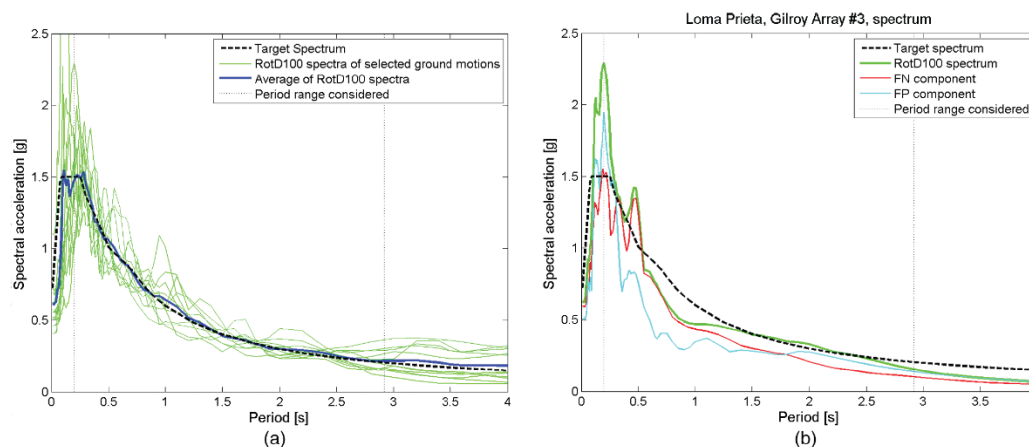 Target Spectrum
RotD100 spectra of selected ground motions
Average of RotD100 spectra
Period range considered
Spectral acceleration [g]
2.5
2
1.5
1
0.5
0
0 0.5 1 1.5 2 2.5 3 3.5 4
Period [s]
(a)
Loma Prieta, Gilroy Array #3, spectrum
Target spectrum
RotD100 spectrum
FN component
FP component
Period range considered
Spectral acceleration [g]
2.5
2
1.5
1
0.5
0
0 0.5 1 1.5 2 2.5 3 3.5
Period [s]
(b)